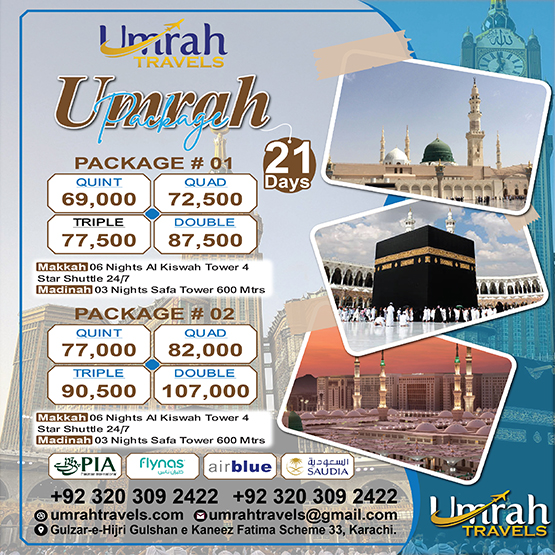 Umrah
TRAVELS
Umrah
Package
21
Days
PACKAGE # 01
QUINT QUAD
69,000 72,500
TRIPLE DOUBLE
77,500 87,500
Makkah 06 Nights Al Kiswah Tower 4
Star Shuttle 24/7
Madinah 03 Nights Safa Tower 600 Mtrs
PACKAGE # 02
QUINT QUAD
77,000 82,000
TRIPLE DOUBLE
90,500 107,000
Makkah 06 Nights Al Kiswah Tower 4
Star Shuttle 24/7
Madinah 03 Nights Safa Tower 600 Mtrs
PIA flynas airblue السعودية
طيران ناس SAUDIA
+92 320 309 2422 +92 320 309 2422
umrahtravels.com umrahtravels@gmail.com
Gulzar-e-Hijri Gulshan e Kaneez Fatima Scheme 33, Karachi.
Umrah
TRAVELS